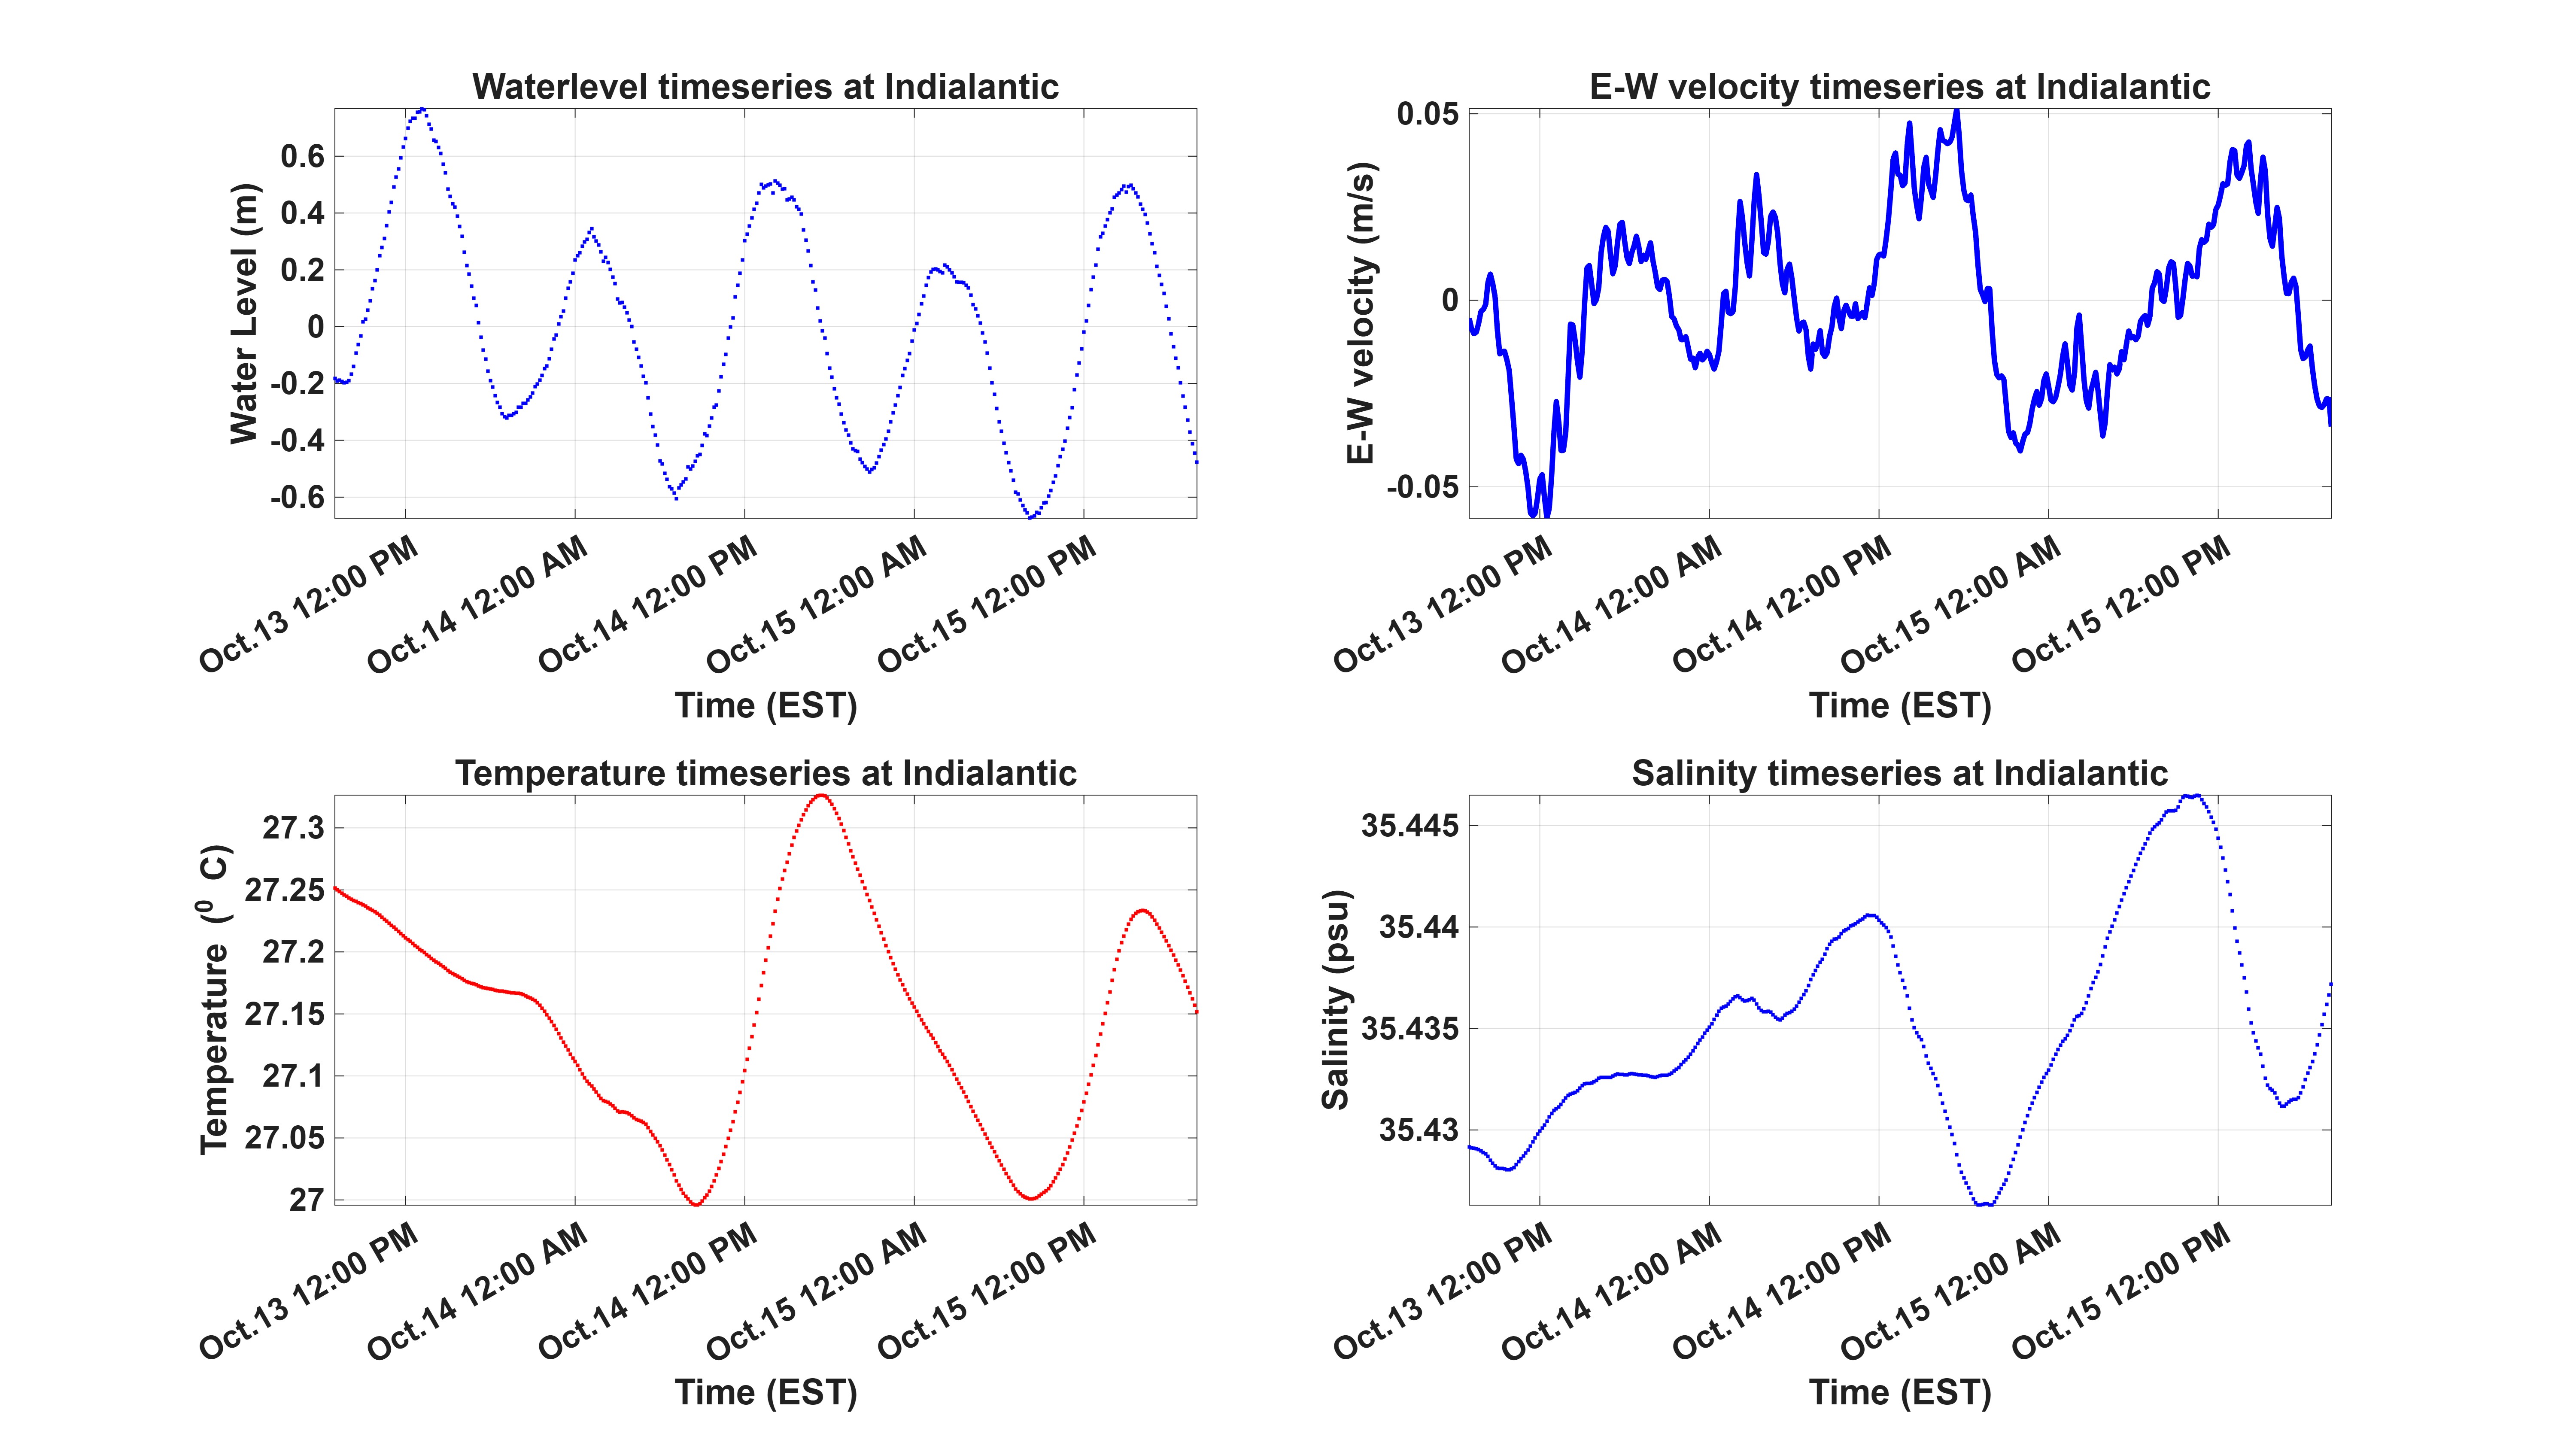 Waterlevel timeseries at Indialantic
0.6
0.4
0.2
0
-0.2
-0.4
-0.6
Water Level (m)
Oct.13 12:00 PM
Oct.14 12:00 AM
Oct.14 12:00 PM
Oct.15 12:00 AM
Oct.15 12:00 PM
Time (EST)
E-W velocity timeseries at Indialantic
0.05
0
-0.05
E-W velocity (m/s)
Oct.13 12:00 PM
Oct.14 12:00 AM
Oct.14 12:00 PM
Oct.15 12:00 AM
Oct.15 12:00 PM
Time (EST)
Temperature timeseries at Indialantic
27.3
27.25
27.2
27.15
27.1
27.05
27
Temperature (⁰ C)
Oct.13 12:00 PM
Oct.14 12:00 AM
Oct.14 12:00 PM
Oct.15 12:00 AM
Oct.15 12:00 PM
Time (EST)
Salinity timeseries at Indialantic
35.445
35.44
35.435
35.43
Salinity (psu)
Oct.13 12:00 PM
Oct.14 12:00 AM
Oct.14 12:00 PM
Oct.15 12:00 AM
Oct.15 12:00 PM
Time (EST)